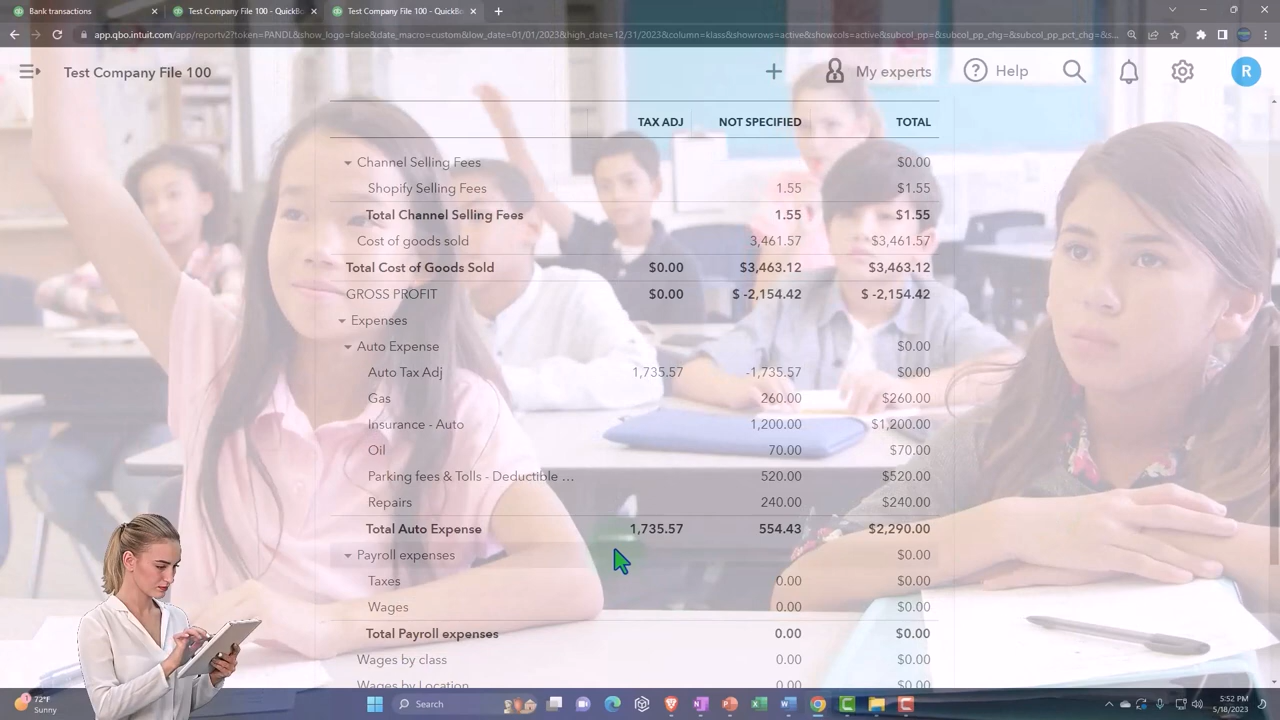 Bank transactions
Test Company File 100 - QuickBo
Test Company File 100 - QuickBo
app.qbo.intuit.com/app/reportv2?token=PANDL&show_logo=false&date_macro=custom&low_date=01/01/2023&high_date=12/31/2023&column=klass&showrows=active&showcols=active&subcol_pp=&subcol_pp_chg=&subcol_pp_pct_chg=&s...
Test Company File 100
My experts
Help
R
TAX ADJ NOT SPECIFIED TOTAL
Channel Selling Fees $0.00
Shopify Selling Fees 1.55 $1.55
Total Channel Selling Fees 1.55 $1.55
Cost of goods sold 3,461.57 $3,461.57
Total Cost of Goods Sold $0.00 $3,463.12 $3,463.12
GROSS PROFIT $0.00 $ -2,154.42 $ -2,154.42
Expenses
Auto Expense $0.00
Auto Tax Adj 1,735.57 -1,735.57 $0.00
Gas 260.00 $260.00
Insurance - Auto 1,200.00 $1,200.00
Oil 70.00 $70.00
Parking fees & Tolls - Deductible ... 520.00 $520.00
Repairs 240.00 $240.00
Total Auto Expense 1,735.57 554.43 $2,290.00
Payroll expenses $0.00
Taxes 0.00 $0.00
Wages 0.00 $0.00
Total Payroll expenses 0.00 $0.00
Wages by class 0.00 $0.00
Wages by Location 0.00 $0.00
72°F
Sunny
Search
5:52 PM
5/18/2023